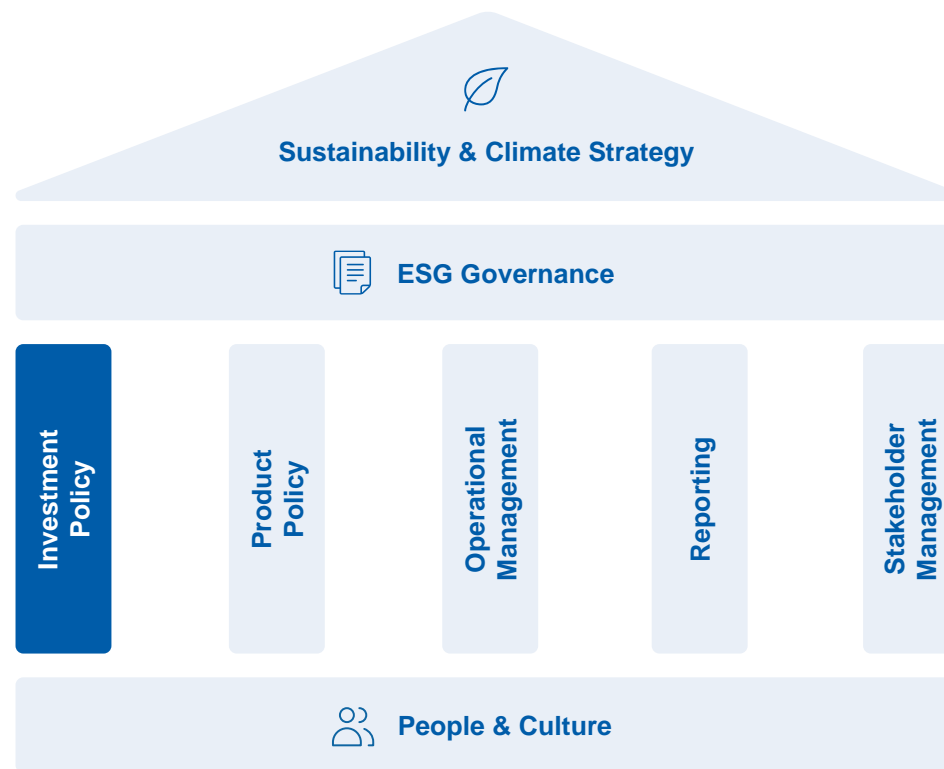 Sustainability & Climate Strategy
ESG Governance
Investment
Policy
Product
Policy
Operational
Management
Reporting
Stakeholder
Management
People & Culture